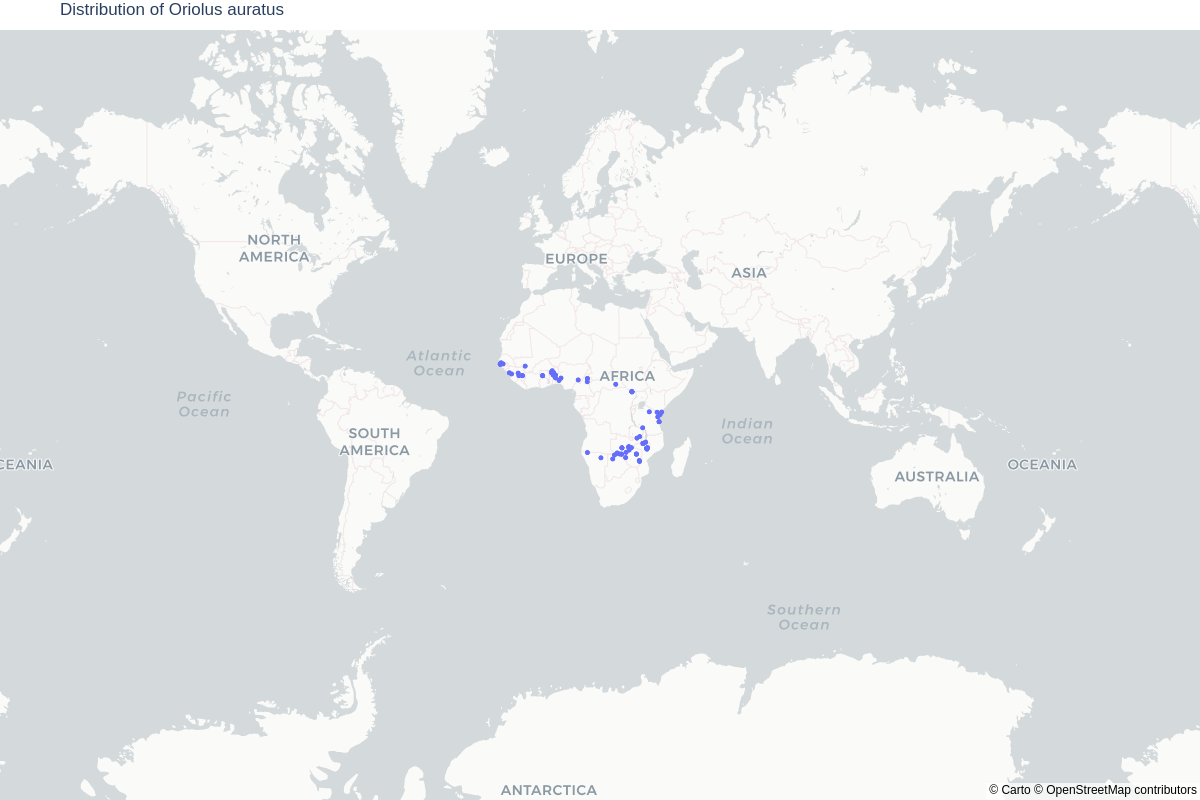 Distribution of Oriolus auratus
NORTH
AMERICA
EUROPE
ASIA
Atlantic
Ocean
AFRICA
Pacific
Ocean
SOUTH
AMERICA
Indian
Ocean
CEANIA
AUSTRALIA
OCEANIA
Southern
Ocean
ANTARCTICA
© Carto © OpenStreetMap contributors